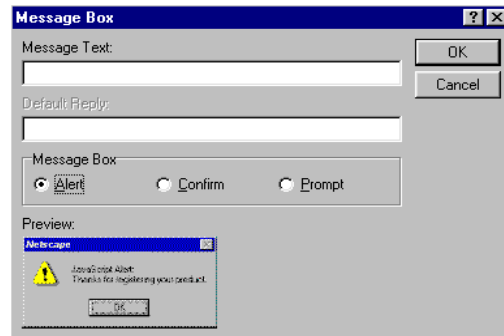 Message Box
Message Text:
OK
Cancel
Default Reply:
Message Box
Alert
Confirm
Prompt
Preview:
Netscape
JavaScript Alert:
Thanks for registering your product.
OK